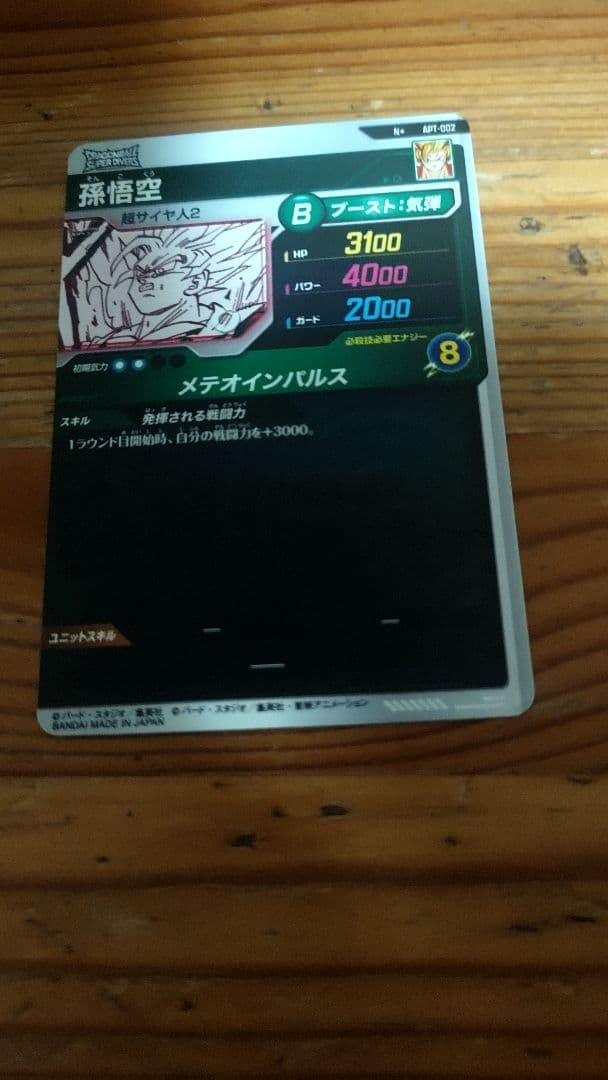 N★ APT-002
DRAGONBALL
SUPER DIVERS
そん ご くう
孫悟空
超サイヤ人2
B ブースト:気弾
HP 3100
パワー 4000
ガード 2000
必殺技必要エナジー
8
初期気力
メテオインパルス
スキル 発揮される戦闘力
1ラウンド目開始時、自分の戦闘力を+3000。
ユニットスキル
©バード・スタジオ/集英社 ©バード・スタジオ/集英社・東映アニメーション
BANDAI MADE IN JAPAN